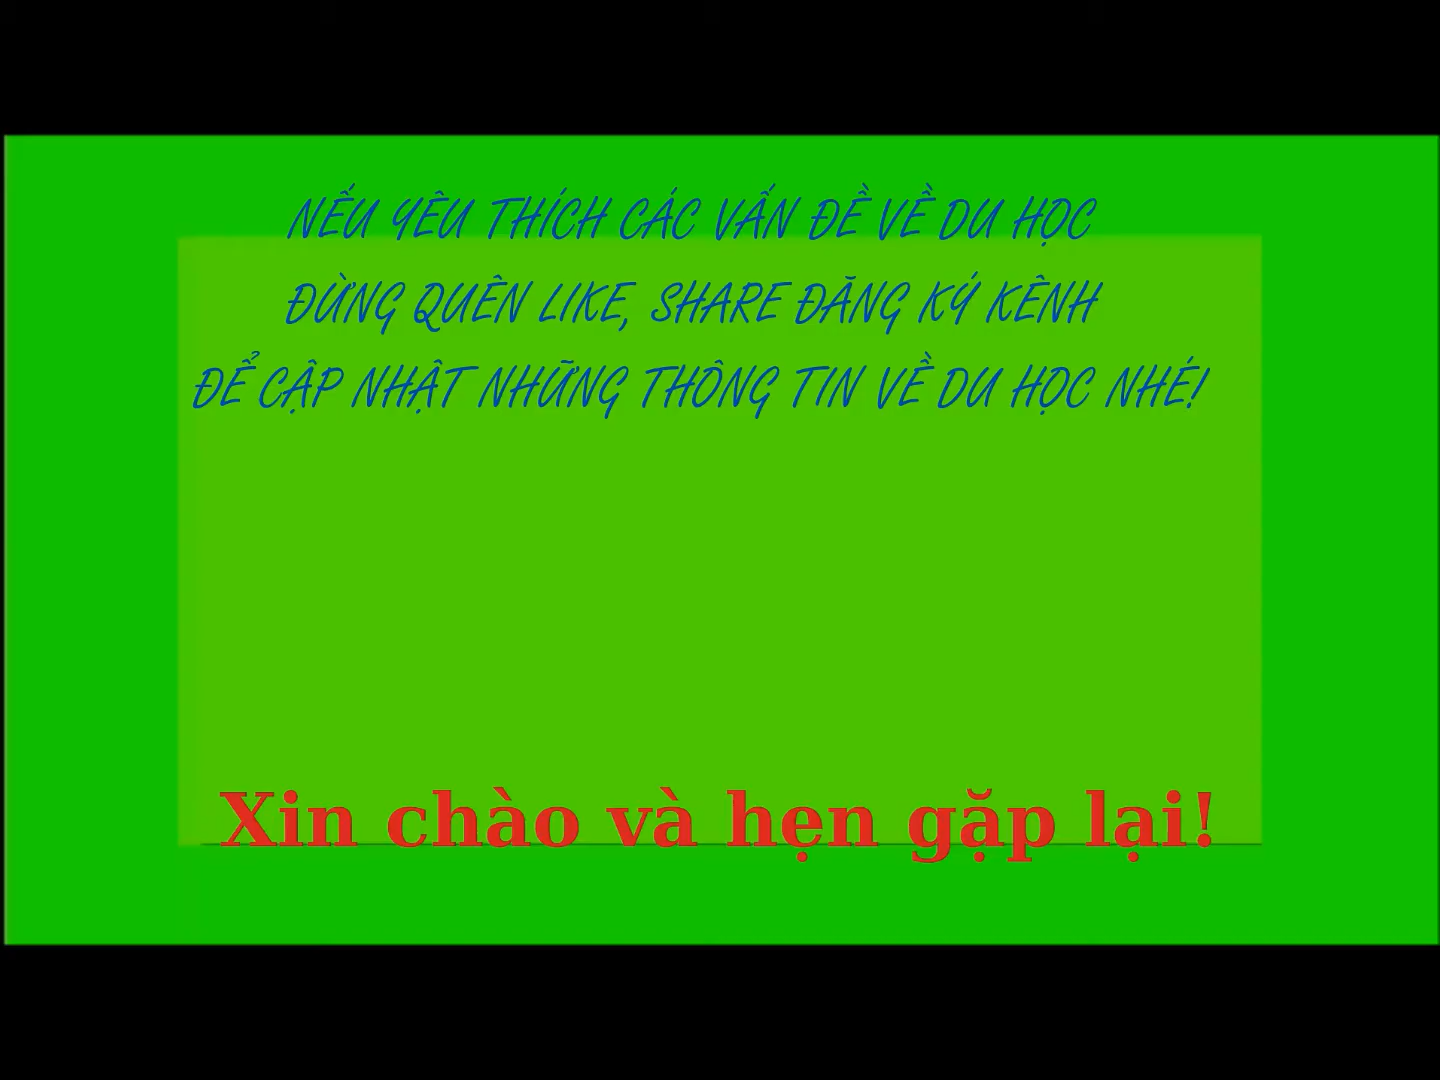 NẾU YÊU THÍCH CÁC VẤN ĐỀ VỀ DU HỌC
ĐỪNG QUÊN LIKE, SHARE ĐĂNG KÝ KÊNH
ĐỂ CẬP NHẬT NHỮNG THÔNG TIN VỀ DU HỌC NHÉ!
Xin chào và hẹn gặp lại!